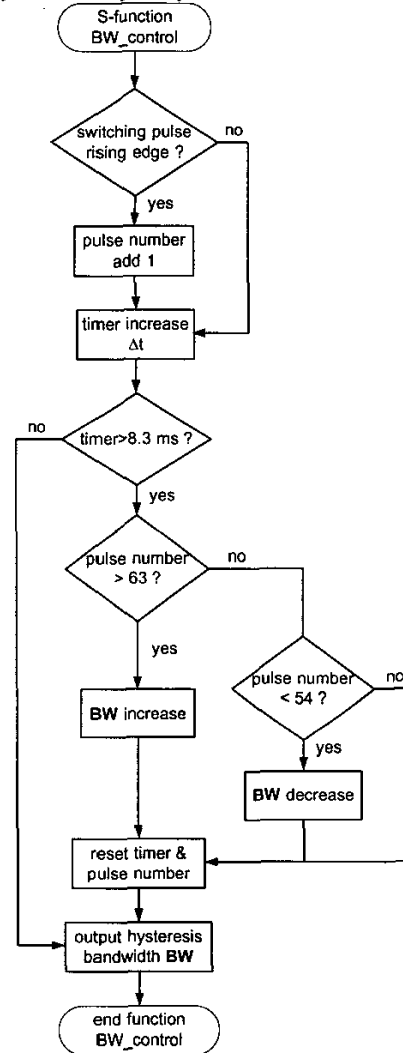 S-function
BW_control
switching pulse
rising edge ?
no
yes
pulse number
add 1
timer increase
Δt
no
timer>8.3 ms ?
yes
pulse number
> 63 ?
no
yes
pulse number
< 54 ?
no
BW increase
yes
BW decrease
reset timer &
pulse number
output hysteresis
bandwidth BW
end function
BW_control